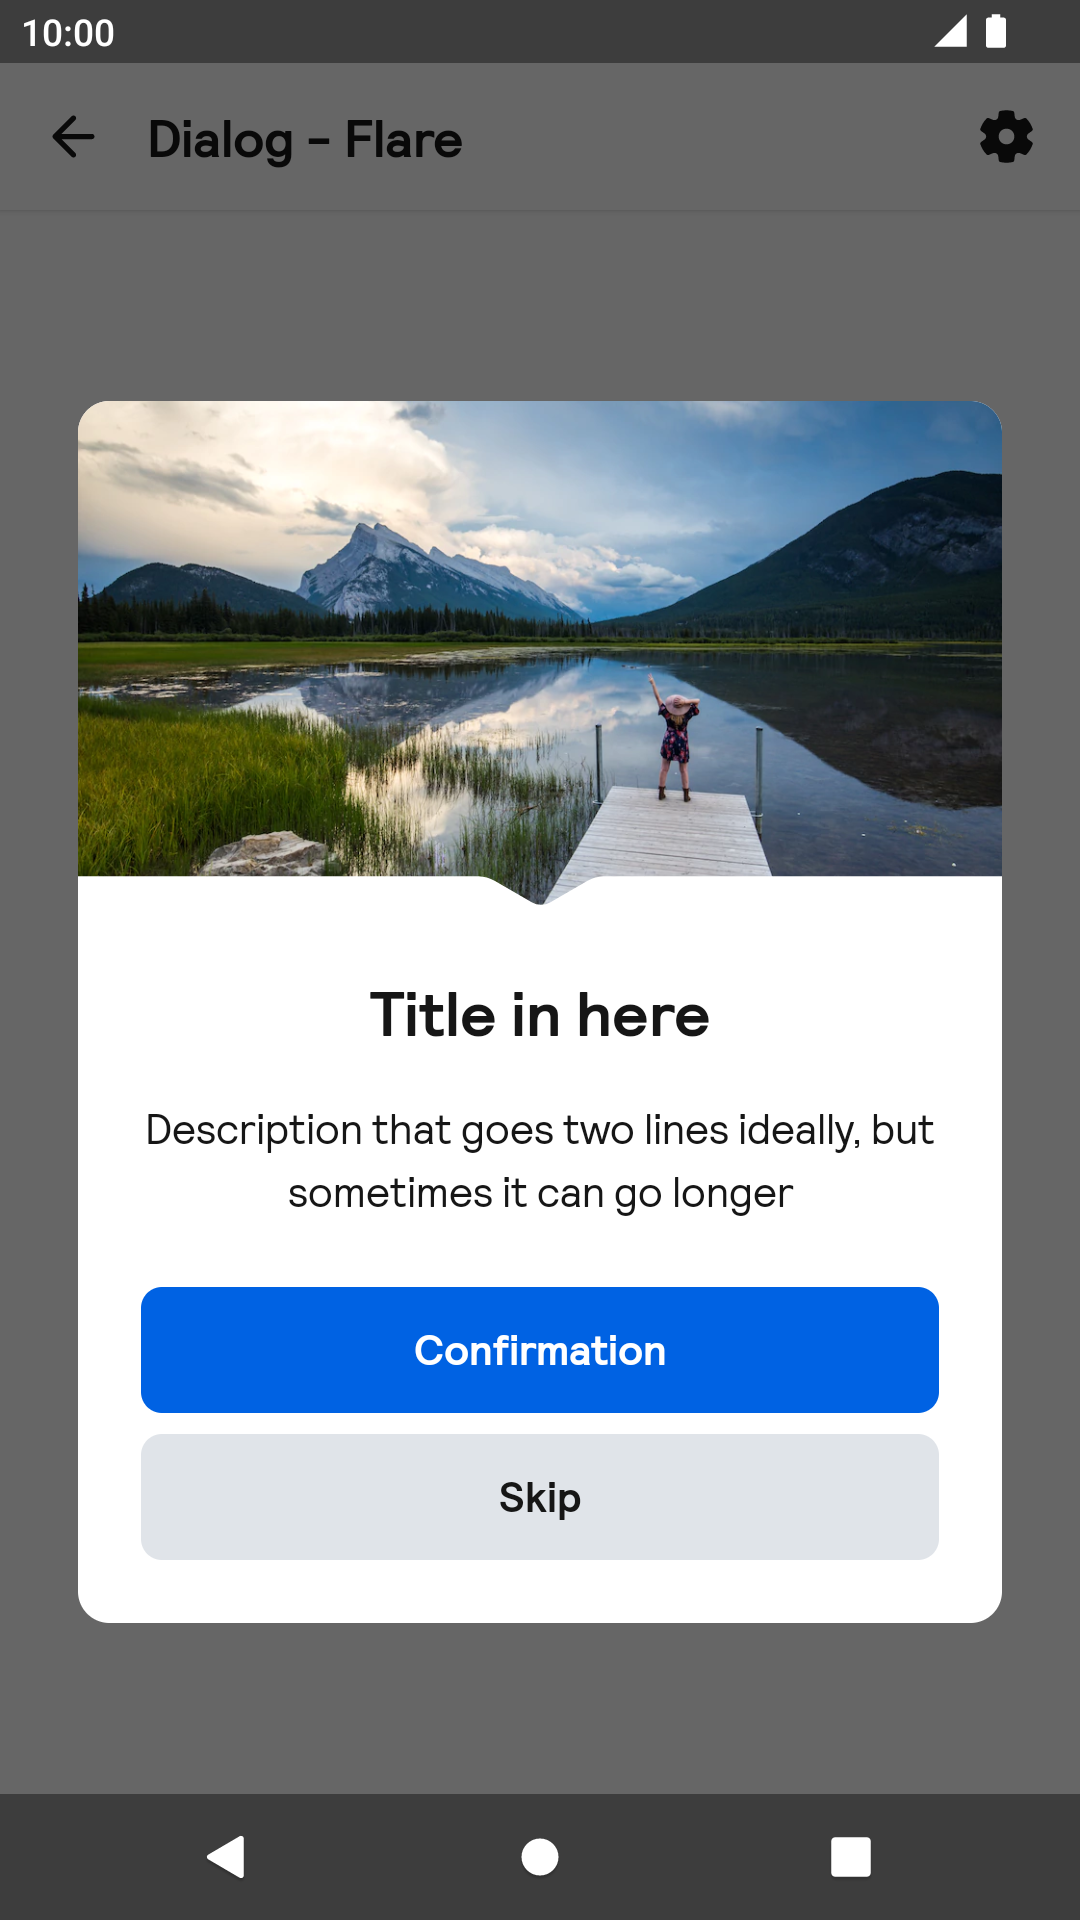 10:00
Dialog - Flare
Title in here
Description that goes two lines ideally, but
sometimes it can go longer
Confirmation
Skip